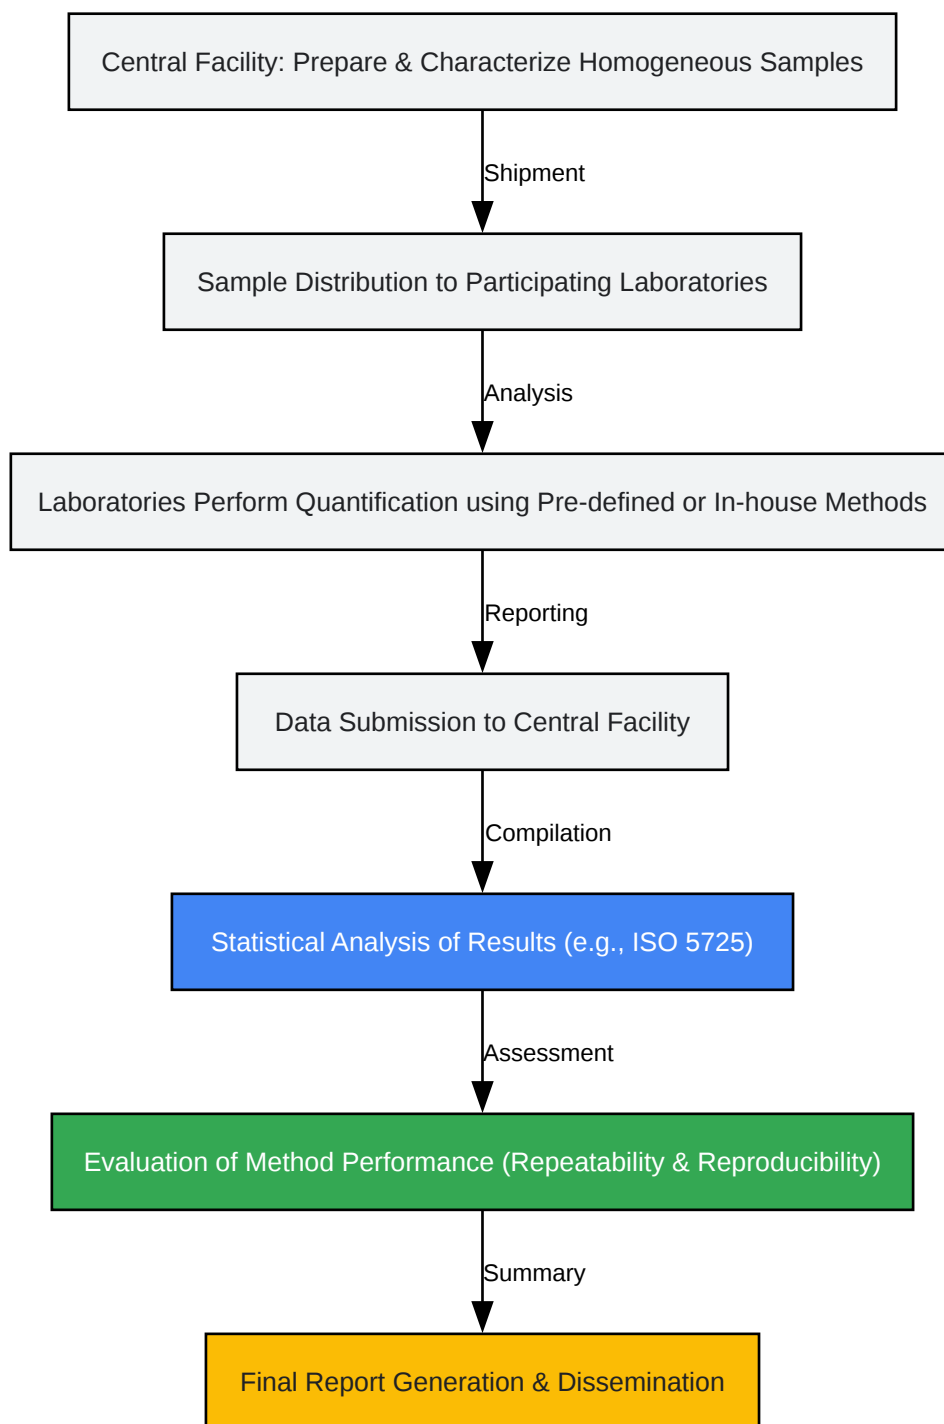 Central Facility: Prepare & Characterize Homogeneous Samples
Shipment
Sample Distribution to Participating Laboratories
Analysis
Laboratories Perform Quantification using Pre-defined or In-house Methods
Reporting
Data Submission to Central Facility
Compilation
Statistical Analysis of Results (e.g., ISO 5725)
Assessment
Evaluation of Method Performance (Repeatability & Reproducibility)
Summary
Final Report Generation & Dissemination